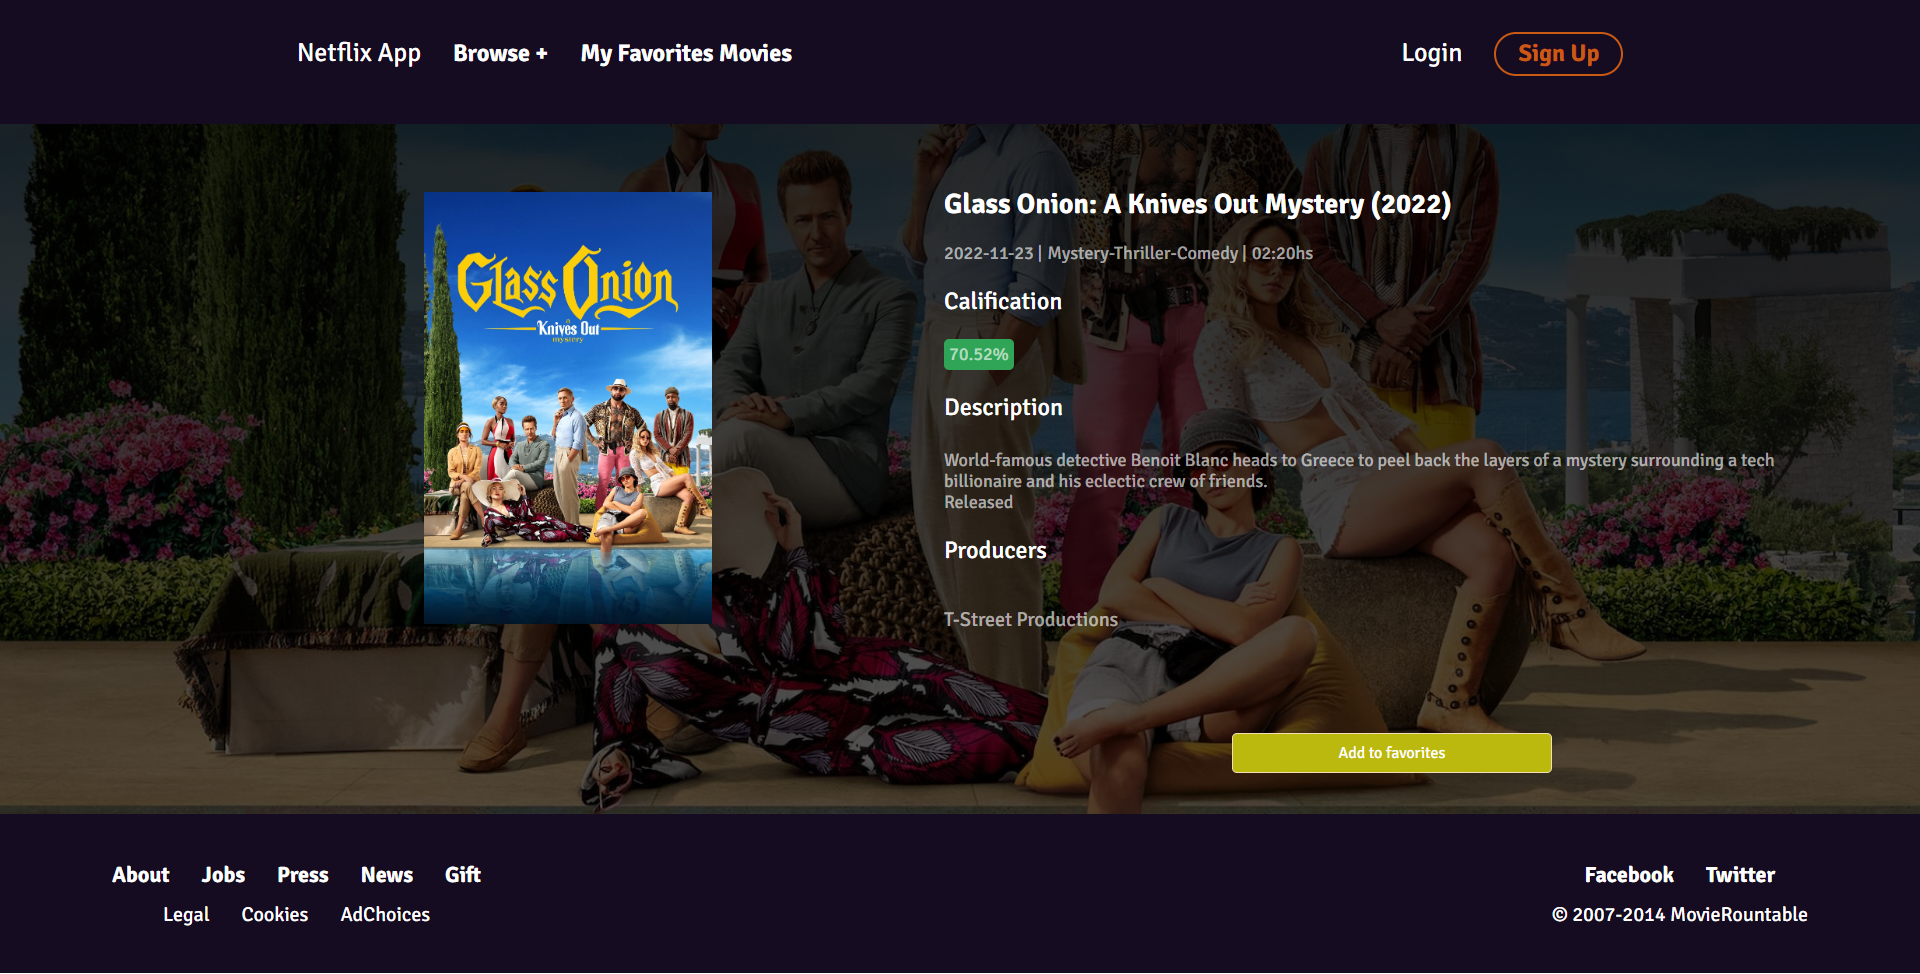 Netflix App Browse + My Favorites Movies Login Sign Up
Glass Onion
A
Knives Out
mystery
Glass Onion: A Knives Out Mystery (2022)
2022-11-23 | Mystery-Thriller-Comedy | 02:20hs
Calification
70.52%
Description
World-famous detective Benoit Blanc heads to Greece to peel back the layers of a mystery surrounding a tech
billionaire and his eclectic crew of friends.
Released
Producers
T-Street Productions
Add to favorites
About Jobs Press News Gift
Legal Cookies AdChoices
Facebook Twitter
© 2007-2014 MovieRountable